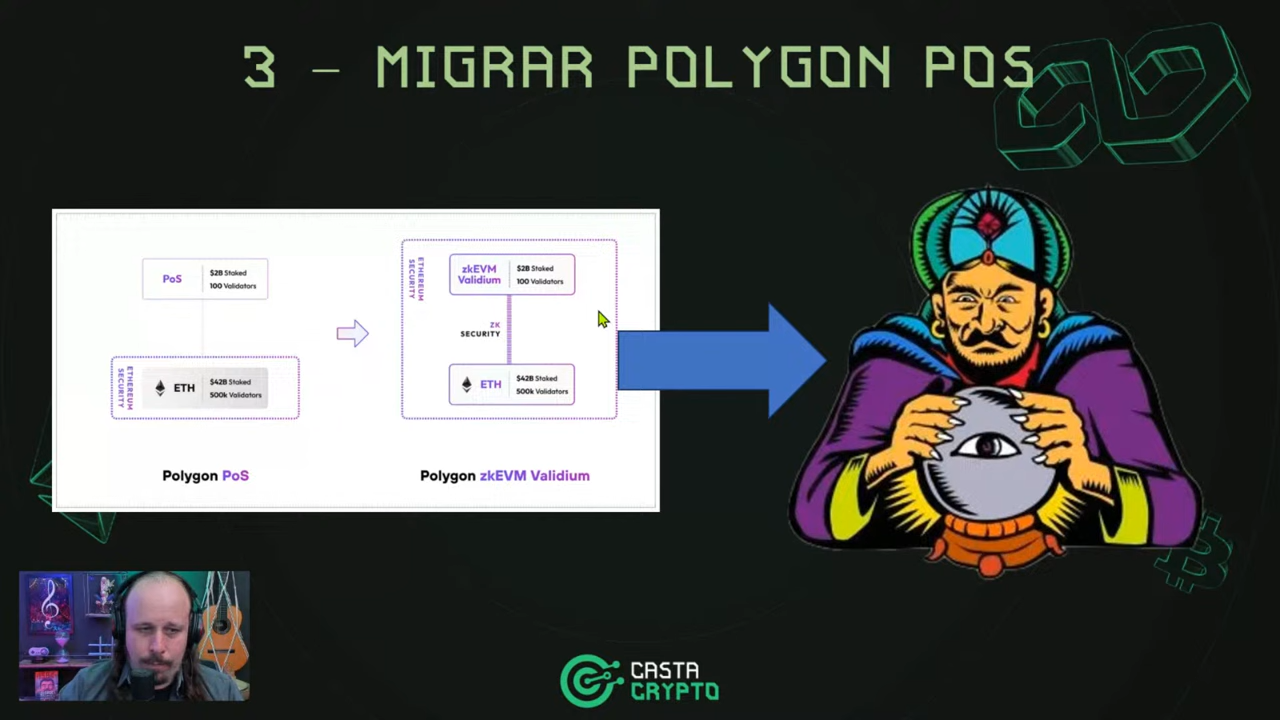 3 – MIGRAR POLYGON POS
PoS
$2B Staked
100 Validators
ETHEREUM
SECURITY
ETH
$42B Staked
500k Validators
Polygon PoS
ETHEREUM
SECURITY
zkEVM
Validium
$2B Staked
100 Validators
ZK
SECURITY
ETH
$42B Staked
500k Validators
Polygon zkEVM Validium
CASTA
CRYPTO